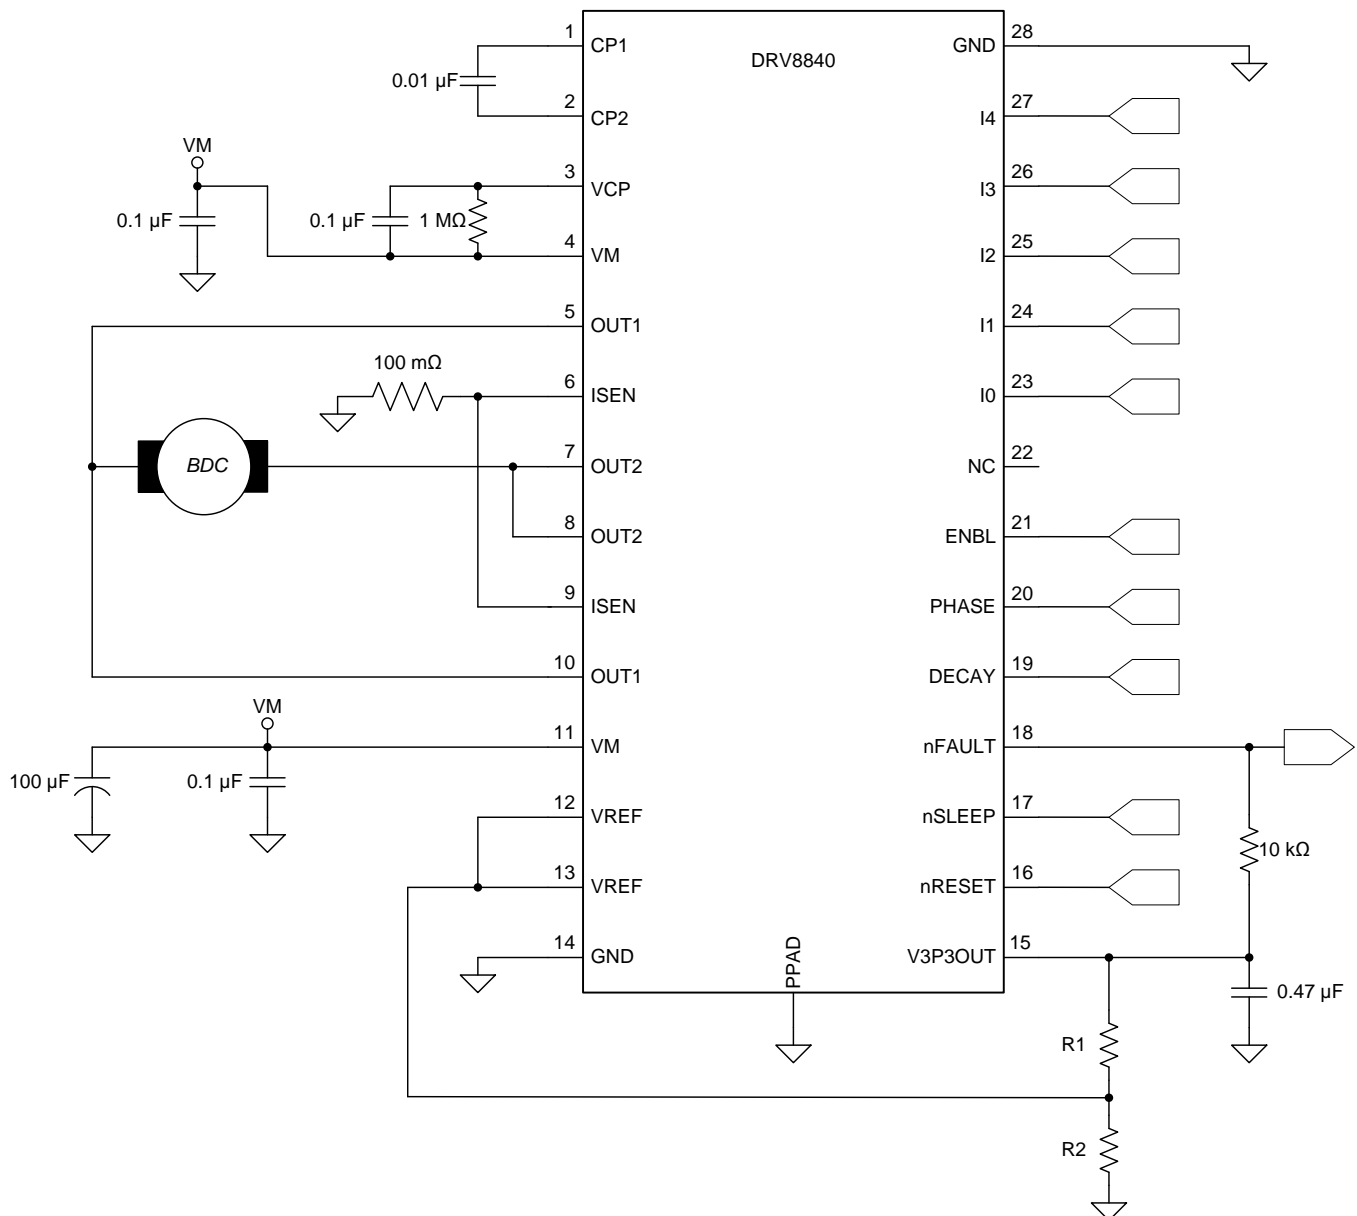 DRV8840
1
CP1
0.01 µF
2
CP2
VM
3
VCP
0.1 µF
0.1 µF
1 MΩ
4
VM
5
OUT1
100 mΩ
6
ISEN
BDC
7
OUT2
8
OUT2
9
ISEN
10
OUT1
VM
11
VM
100 µF
0.1 µF
12
VREF
13
VREF
14
GND
PPAD
28
GND
27
I4
26
I3
25
I2
24
I1
23
I0
22
NC
21
ENBL
20
PHASE
19
DECAY
18
nFAULT
17
nSLEEP
10 kΩ
16
nRESET
15
V3P3OUT
0.47 µF
R1
R2